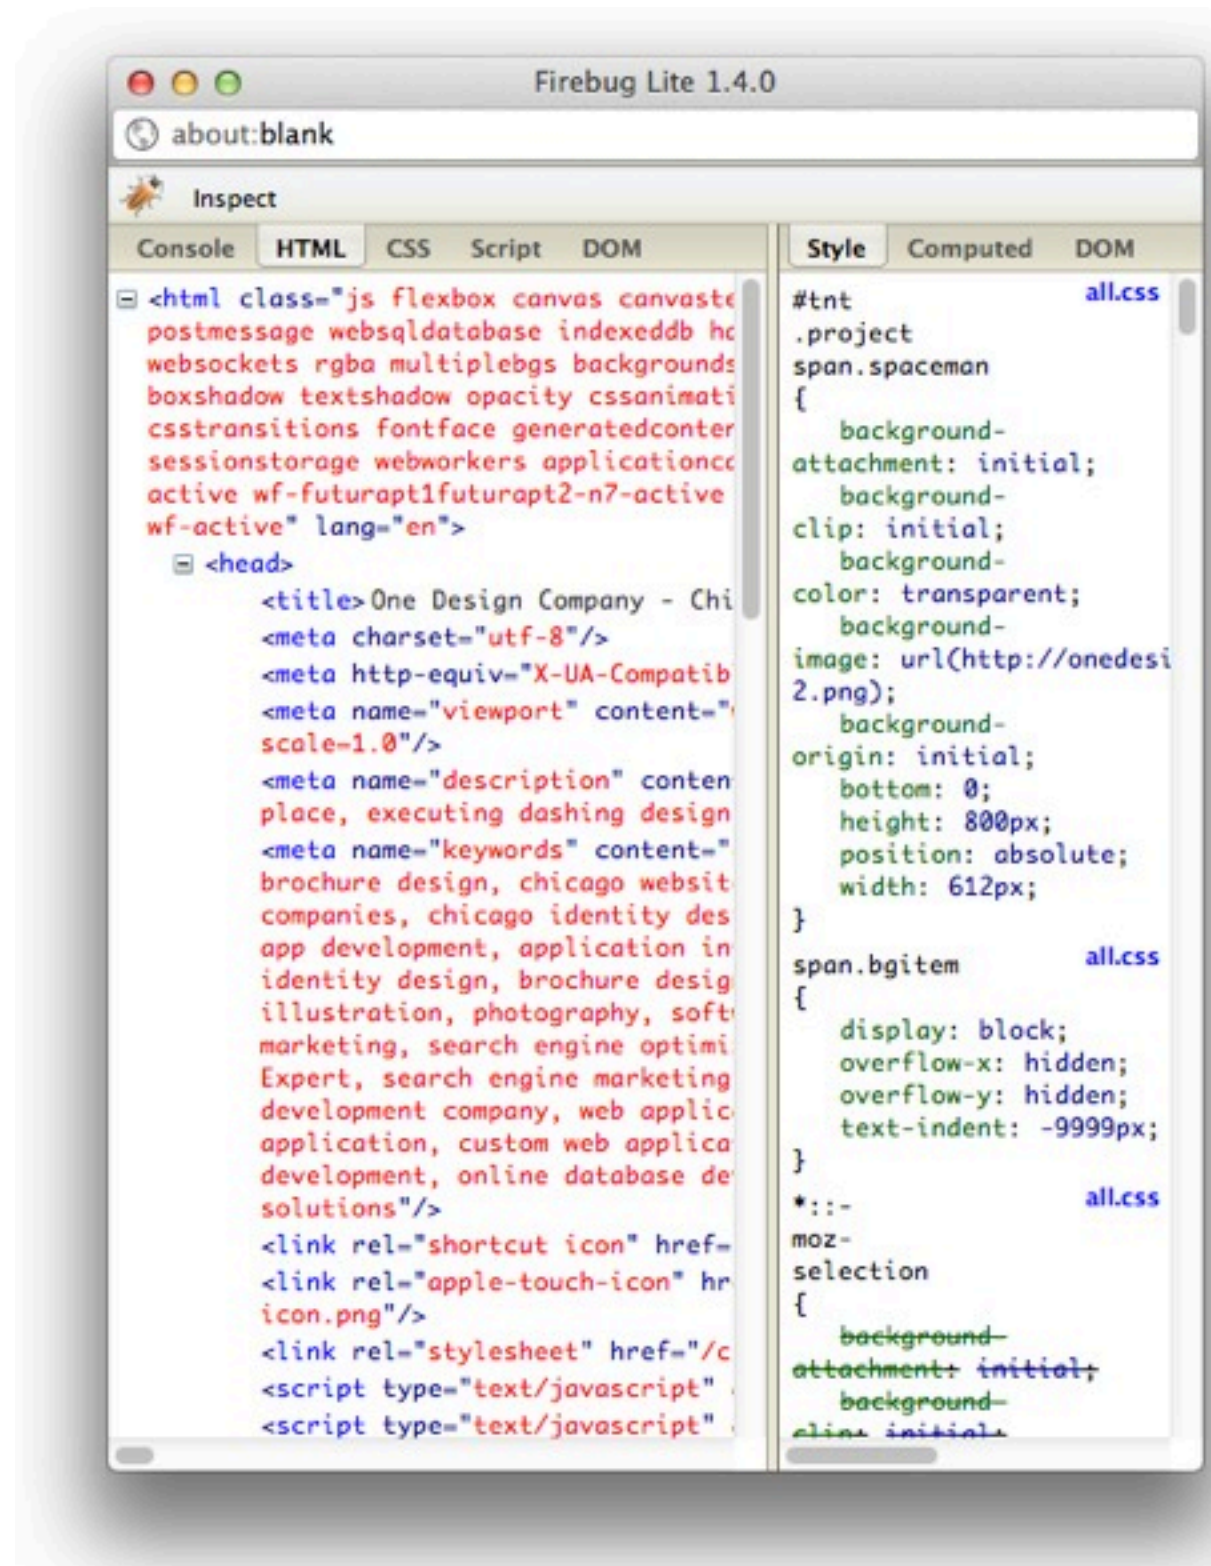 Firebug Lite 1.4.0
about:blank
Inspect
Console HTML CSS Script DOM
<html class="js flexbox canvas canvaste
postmessage websqldatabase indexeddb ha
websockets rgba multiplebgs backgrounds
boxshadow textshadow opacity cssanimati
csstransitions fontface generatedconten
sessionstorage webworkers applicationca
active wf-futurapt1futurapt2-n7-active
wf-active" lang="en">
<head>
<title>One Design Company - Chi
<meta charset="utf-8"/>
<meta http-equiv="X-UA-Compatib
<meta name="viewport" content="
scale=1.0"/>
<meta name="description" conten
place, executing dashing design
<meta name="keywords" content="
brochure design, chicago websit
companies, chicago identity des
app development, application in
identity design, brochure desig
illustration, photography, soft
marketing, search engine optimi
Expert, search engine marketing
development company, web applic
application, custom web applica
development, online database de
solutions"/>
<link rel="shortcut icon" href=
<link rel="apple-touch-icon" hr
icon.png"/>
<link rel="stylesheet" href="/c
<script type="text/javascript"
<script type="text/javascript"
Style Computed DOM
#tnt all.css
.project
span.spaceman
{
background-
attachment: initial;
background-
clip: initial;
background-
color: transparent;
background-
image: url(http://onedesi
2.png);
background-
origin: initial;
bottom: 0;
height: 800px;
position: absolute;
width: 612px;
}
span.bgitem all.css
{
display: block;
overflow-x: hidden;
overflow-y: hidden;
text-indent: -9999px;
}
*::- all.css
moz-
selection
{
background-
attachment: initial;
background-
clip: initial;